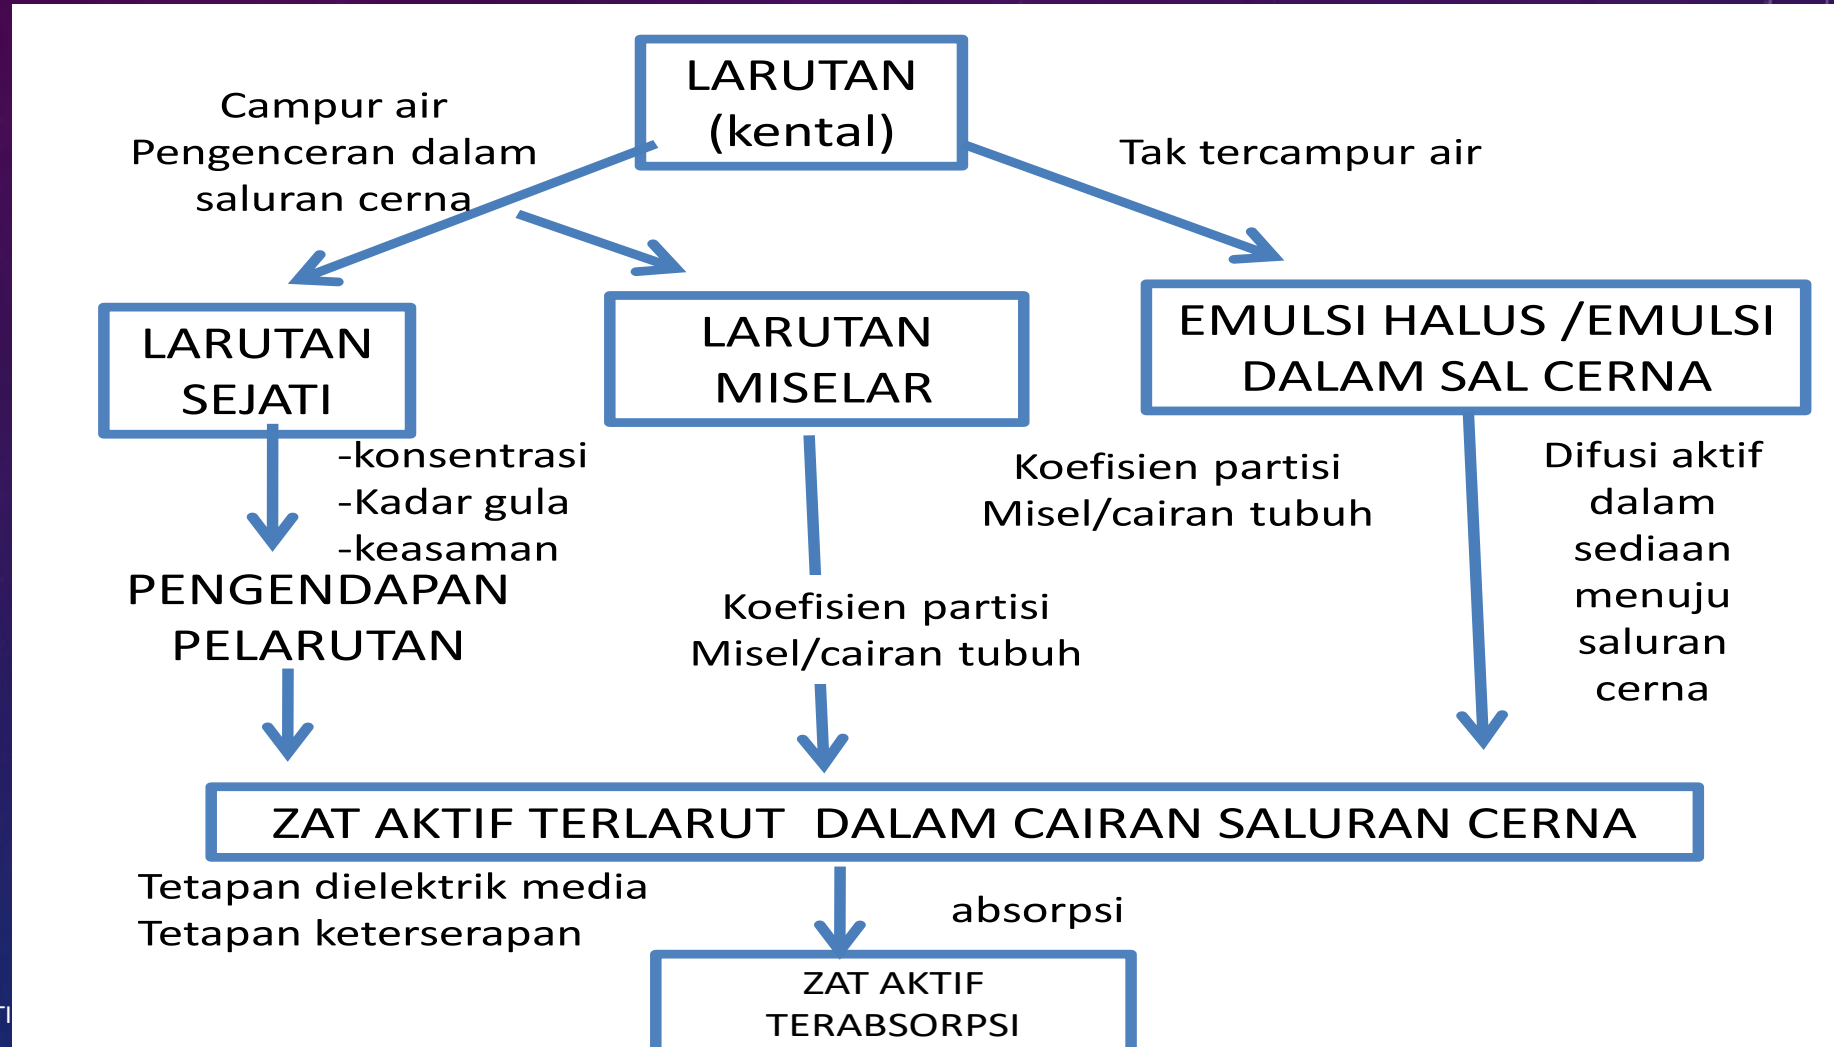 LARUTAN
(kental)
Campur air
Pengenceran dalam
saluran cerna
Tak tercampur air
LARUTAN
SEJATI
LARUTAN
MISELAR
EMULSI HALUS /EMULSI
DALAM SAL CERNA
-konsentrasi
-Kadar gula
-keasaman
Koefisien partisi
Misel/cairan tubuh
Difusi aktif
dalam
sediaan
menuju
saluran
cerna
PENGENDAPAN
PELARUTAN
Koefisien partisi
Misel/cairan tubuh
ZAT AKTIF TERLARUT DALAM CAIRAN SALURAN CERNA
Tetapan dielektrik media
Tetapan keterserapan
absorpsi
ZAT AKTIF
TERABSORPSI